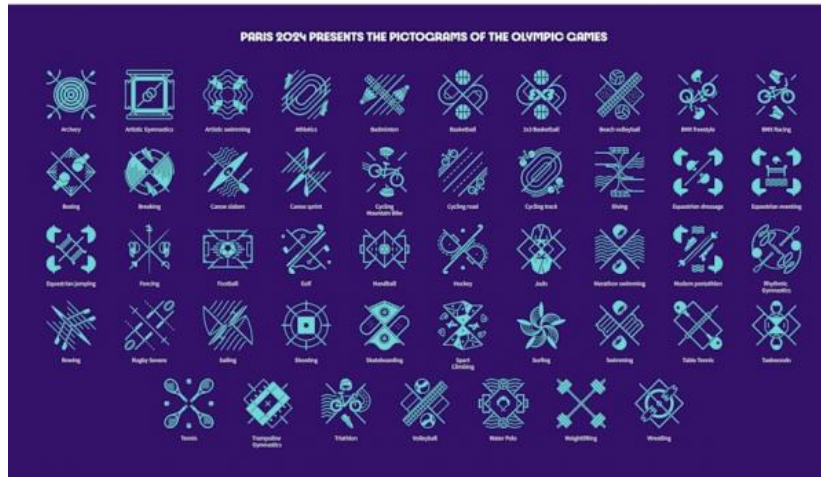 PARIS 2024 PRESENTS THE PICTOGRAMS OF THE OLYMPIC GAMES
Archery
Artistic Gymnastics
Artistic swimming
Athletics
Badminton
Basketball
3x3 Basketball
Beach volleyball
BMX freestyle
BMX Racing
3X3
Boxing
Breaking
Canoe slalom
Canoe sprint
Cycling
Mountain Bike
Cycling road
Cycling track
Diving
Equestrian dressage
Equestrian eventing
Equestrian jumping
Fencing
Football
Golf
Handball
Hockey
Judo
Marathon swimming
Modern pentathlon
Rhythmic
Gymnastics
Rowing
Rugby Sevens
Sailing
Shooting
Skateboarding
Sport
Climbing
Surfing
Swimming
Table Tennis
Taekwondo
Tennis
Trampoline
Gymnastics
Triathlon
Volleyball
Water Polo
Weightlifting
Wrestling